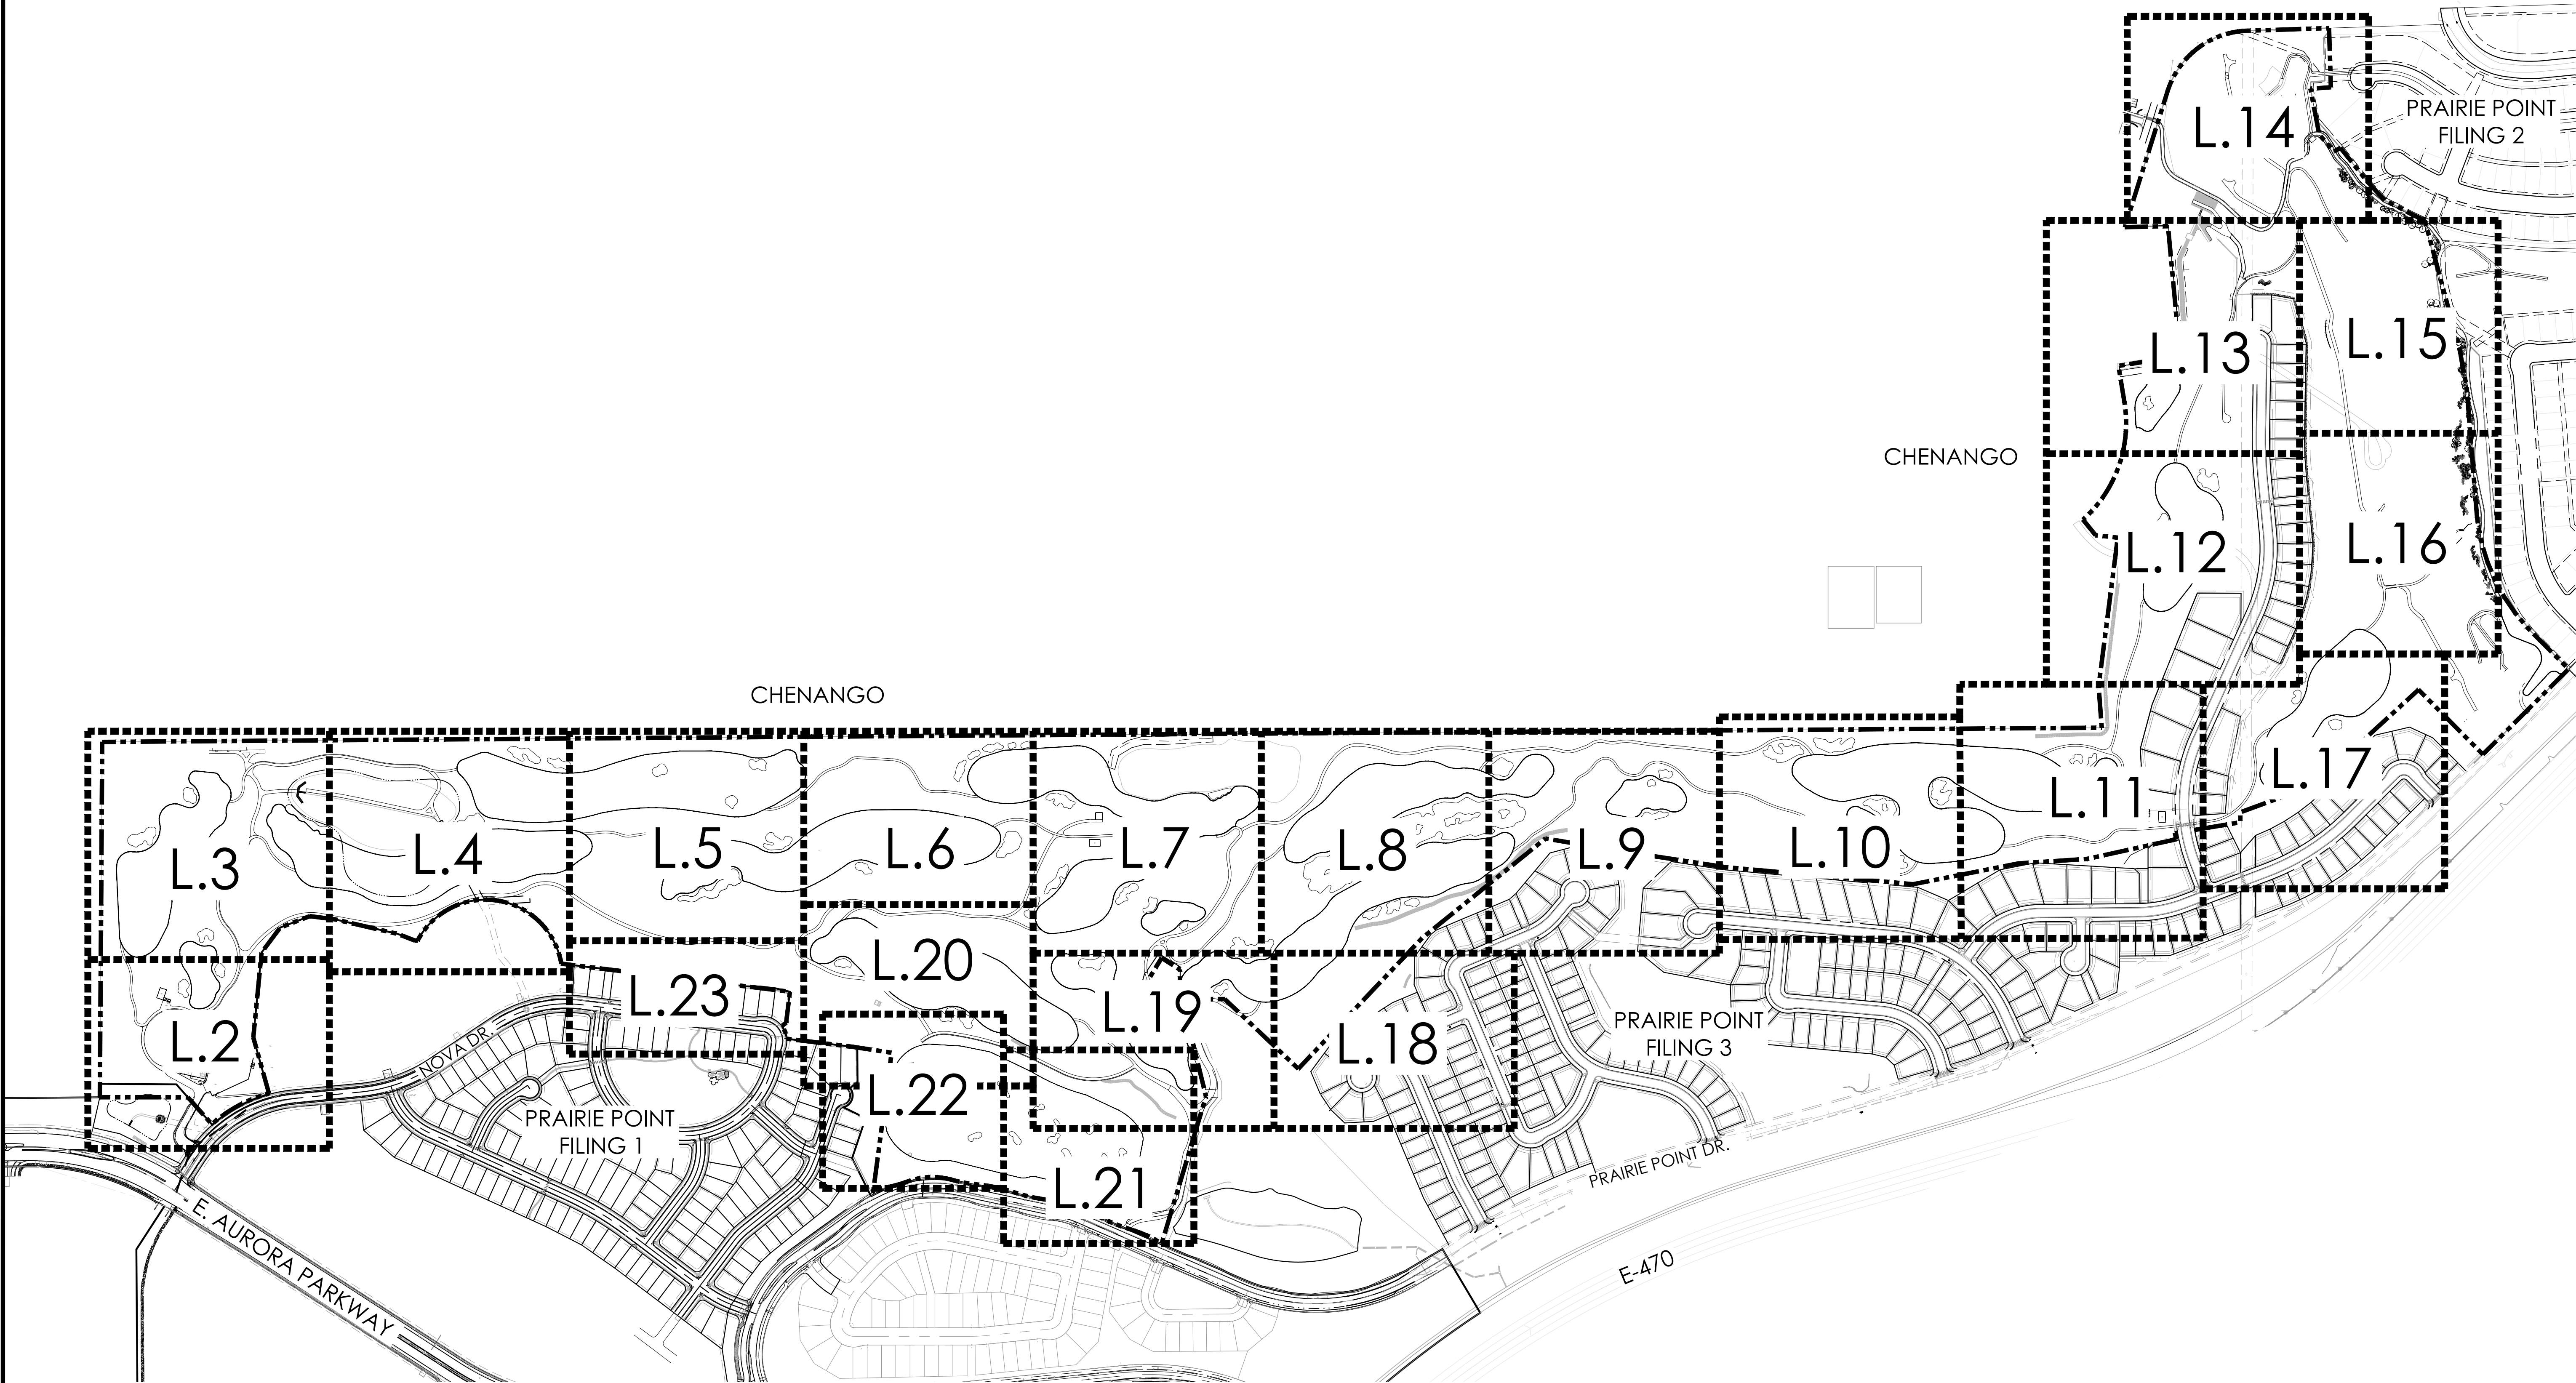 L.14
PRAIRIE POINT
FILING 2
L.13
L.15
CHENANGO
L.12
L.16
CHENANGO
L.17
L.3
L.4
L.5
L.6
L.7
L.8
L.9
L.10
L.11
L.2
L.23
L.20
L.19
L.18
L.22
L.21
NOVA DR.
PRAIRIE POINT
FILING 1
PRAIRIE POINT
FILING 3
PRAIRIE POINT DR.
E. AURORA PARKWAY
E-470